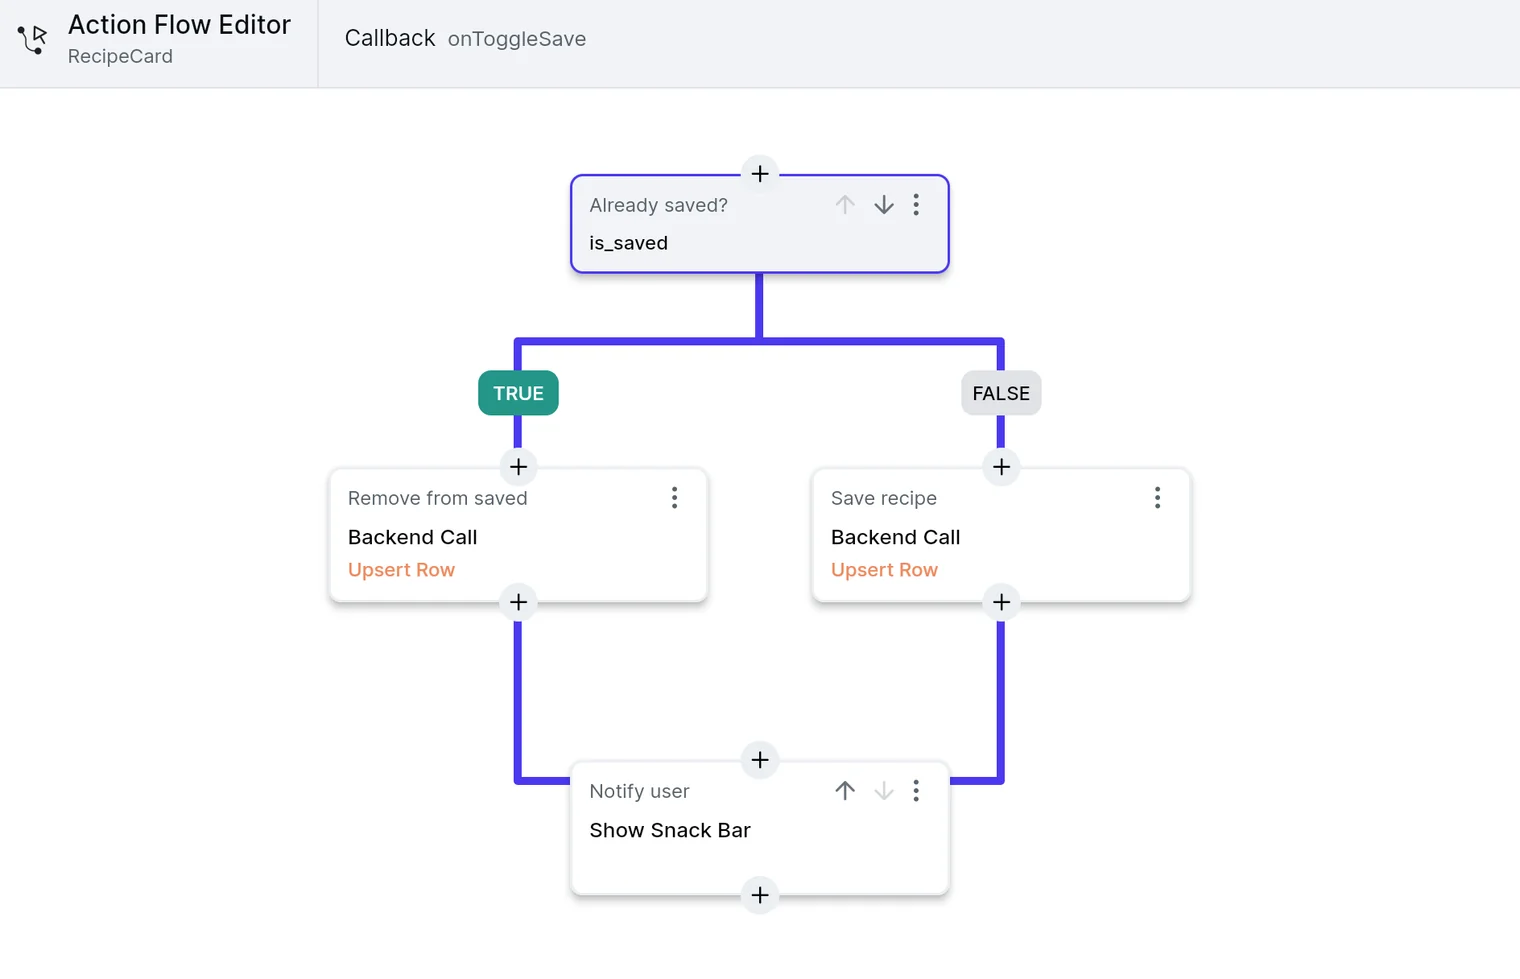 Action Flow Editor
RecipeCard
Callback onToggleSave
Already saved?
is_saved
TRUE
FALSE
Remove from saved
Backend Call
Upsert Row
Save recipe
Backend Call
Upsert Row
Notify user
Show Snack Bar